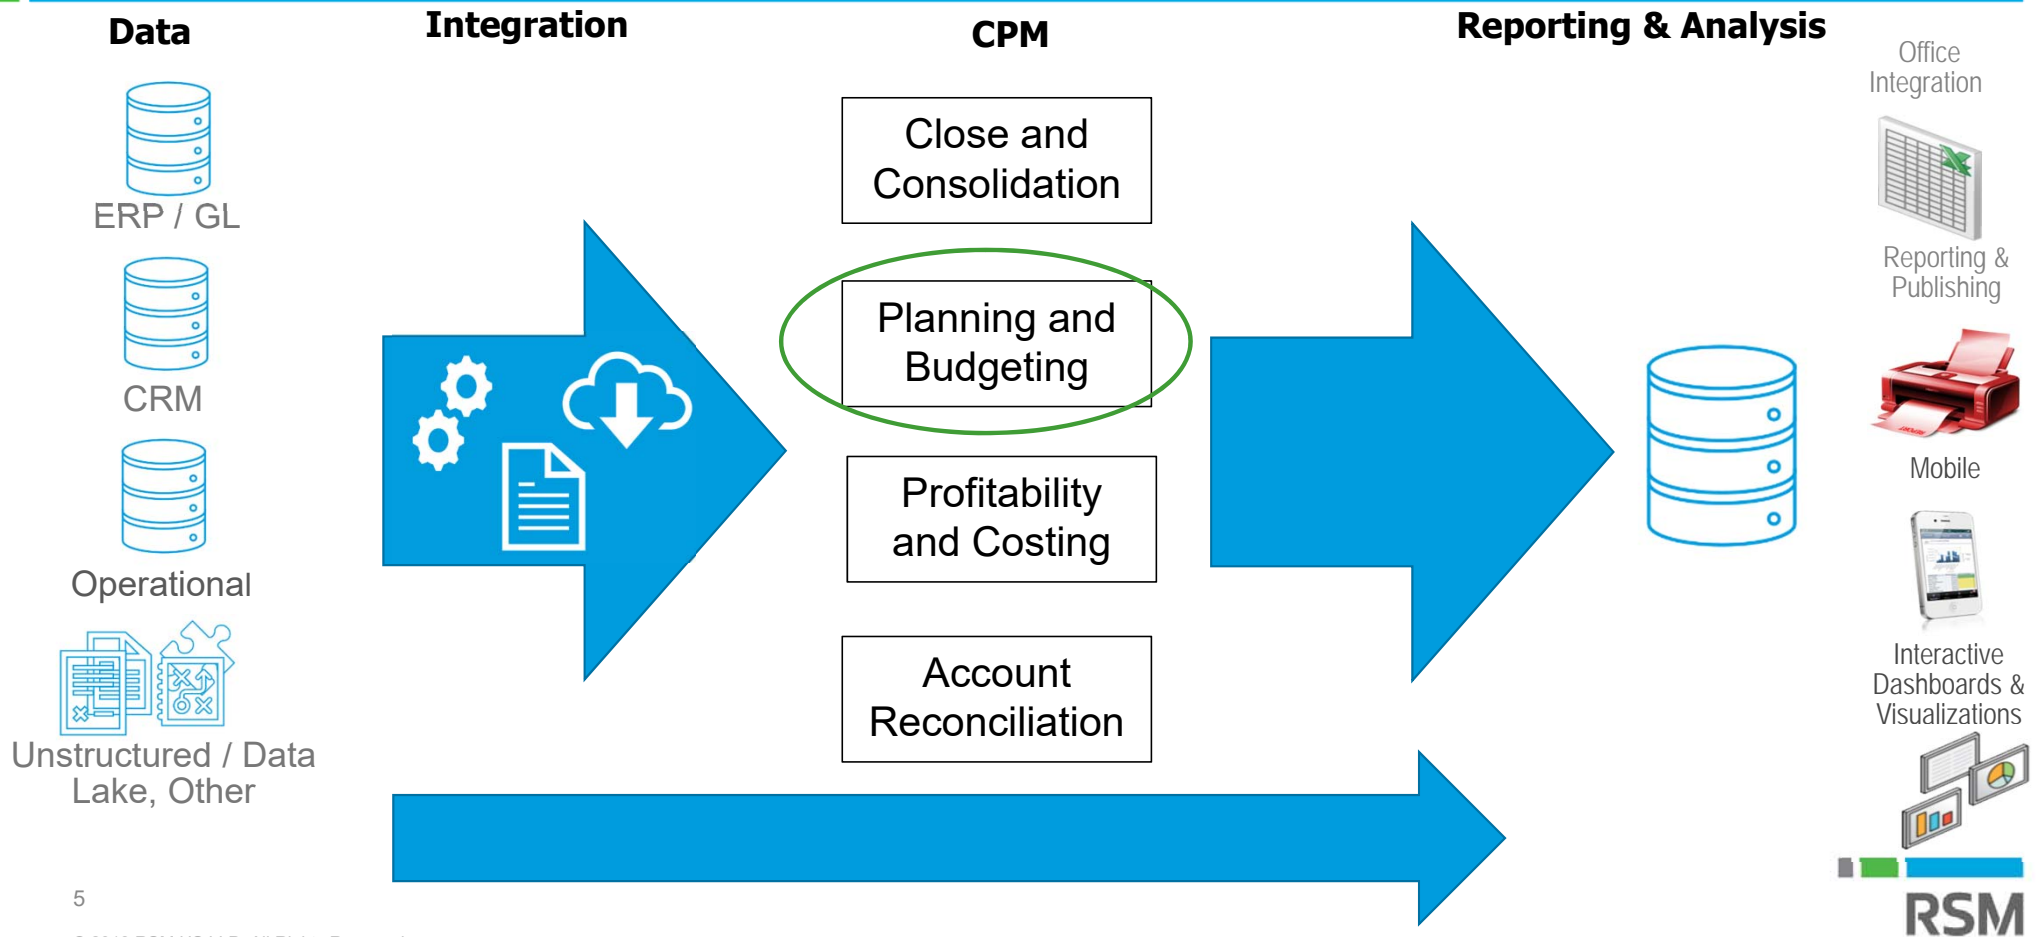 Data
Integration
CPM
Reporting & Analysis
ERP / GL
CRM
Operational
Unstructured / Data
Lake, Other
Close and
Consolidation
Planning and
Budgeting
Profitability
and Costing
Account
Reconciliation
Office
Integration
Reporting &
Publishing
Mobile
Interactive
Dashboards &
Visualizations
5
RSM